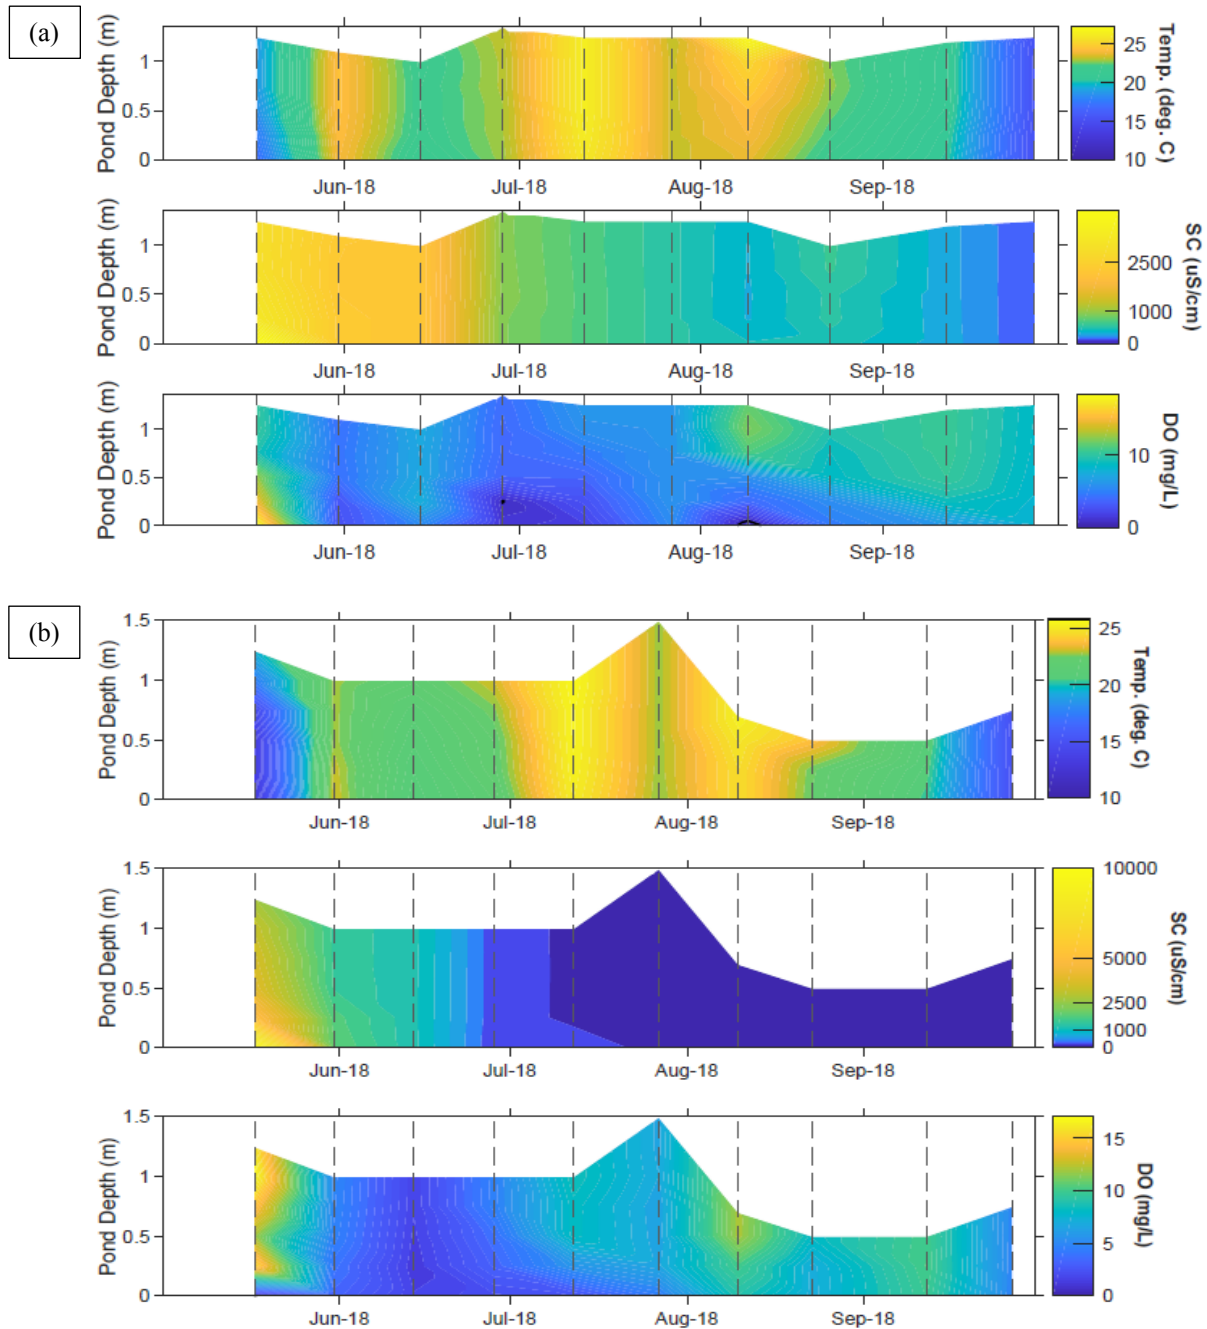 (a)
Pond Depth (m)
1
0.5
0
Jun-18 Jul-18 Aug-18 Sep-18
25
20
15
10
Temp. (deg. C)
Pond Depth (m)
1
0.5
0
Jun-18 Jul-18 Aug-18 Sep-18
2500
1000
0
SC (uS/cm)
Pond Depth (m)
1
0.5
0
Jun-18 Jul-18 Aug-18 Sep-18
10
0
DO (mg/L)
(b)
Pond Depth (m)
1.5
1
0.5
0
Jun-18 Jul-18 Aug-18 Sep-18
25
20
15
10
Temp. (deg. C)
Pond Depth (m)
1.5
1
0.5
0
Jun-18 Jul-18 Aug-18 Sep-18
10000
5000
2500
1000
0
SC (uS/cm)
Pond Depth (m)
1.5
1
0.5
0
Jun-18 Jul-18 Aug-18 Sep-18
15
10
5
0
DO (mg/L)